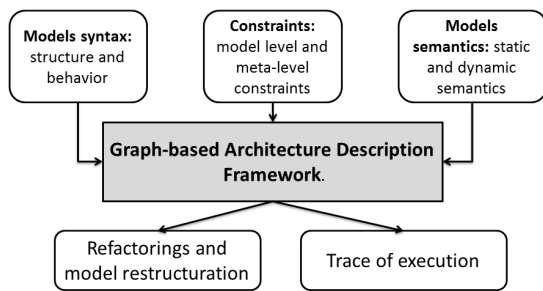 Models syntax:
structure and
behavior
Constraints:
model level and
meta-level
constraints
Models
semantics: static
and dynamic
semantics
Graph-based Architecture Description
Framework.
Refactorings and
model restructuration
Trace of execution